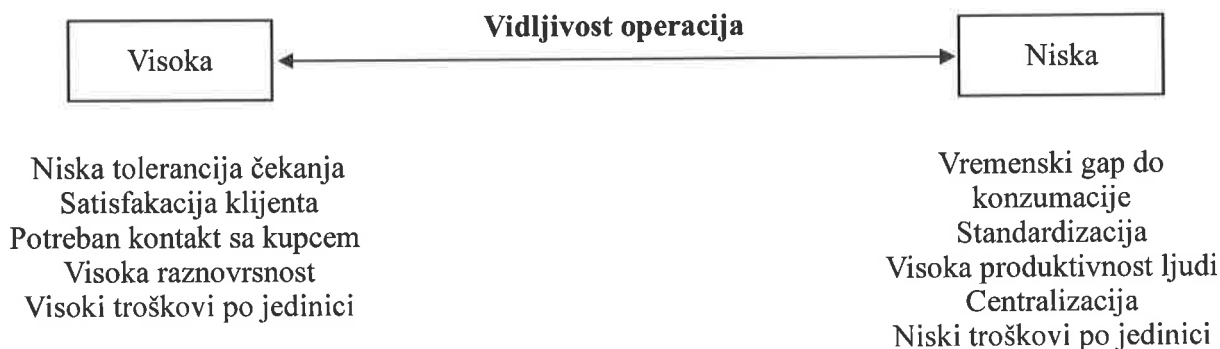 Vidljivost operacija
Visoka
Niska
Niska tolerancija čekanja
Satisfakacija klijenta
Potreban kontakt sa kupcem
Visoka raznovrsnost
Visoki troškovi po jedinici
Vremenski gap do
konzumacije
Standardizacija
Visoka produktivnost ljudi
Centralizacija
Niski troškovi po jedinici